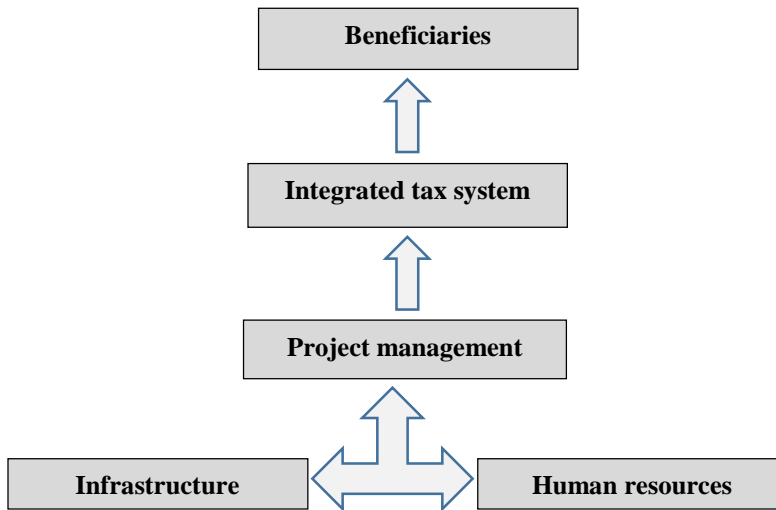 Beneficiaries
Integrated tax system
Project management
Infrastructure
Human resources